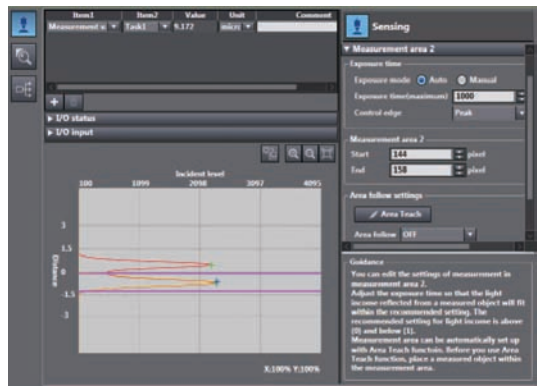 Item1 Item2 Value Unit Comment
Measurement v Task1 9.172 micro
I/O status
I/O input
Incident level
100 1099 2098 3097 4095
Distance
3
1.5
0
-1.5
-3
X:100% Y:100%
Sensing
Measurement area 2
Exposure time
Exposure mode Auto Manual
Exposure time(maximum) 1000
Control edge Peak
Measurement area 2
Start 144 pixel
End 158 pixel
Area follow settings
Area Teach
Area follow OFF
Guidance
You can edit the settings of measurement in
measurement area 2.
Adjust the exposure time so that the light
income reflected from a measured object will fit
within the recommended setting. The
recommended setting for light income is above
{0} and below {1}.
Measurement area can be automatically set up
with Area Teach functoin. Before you use Area
Teach function, place a measured object within
the measurement area.